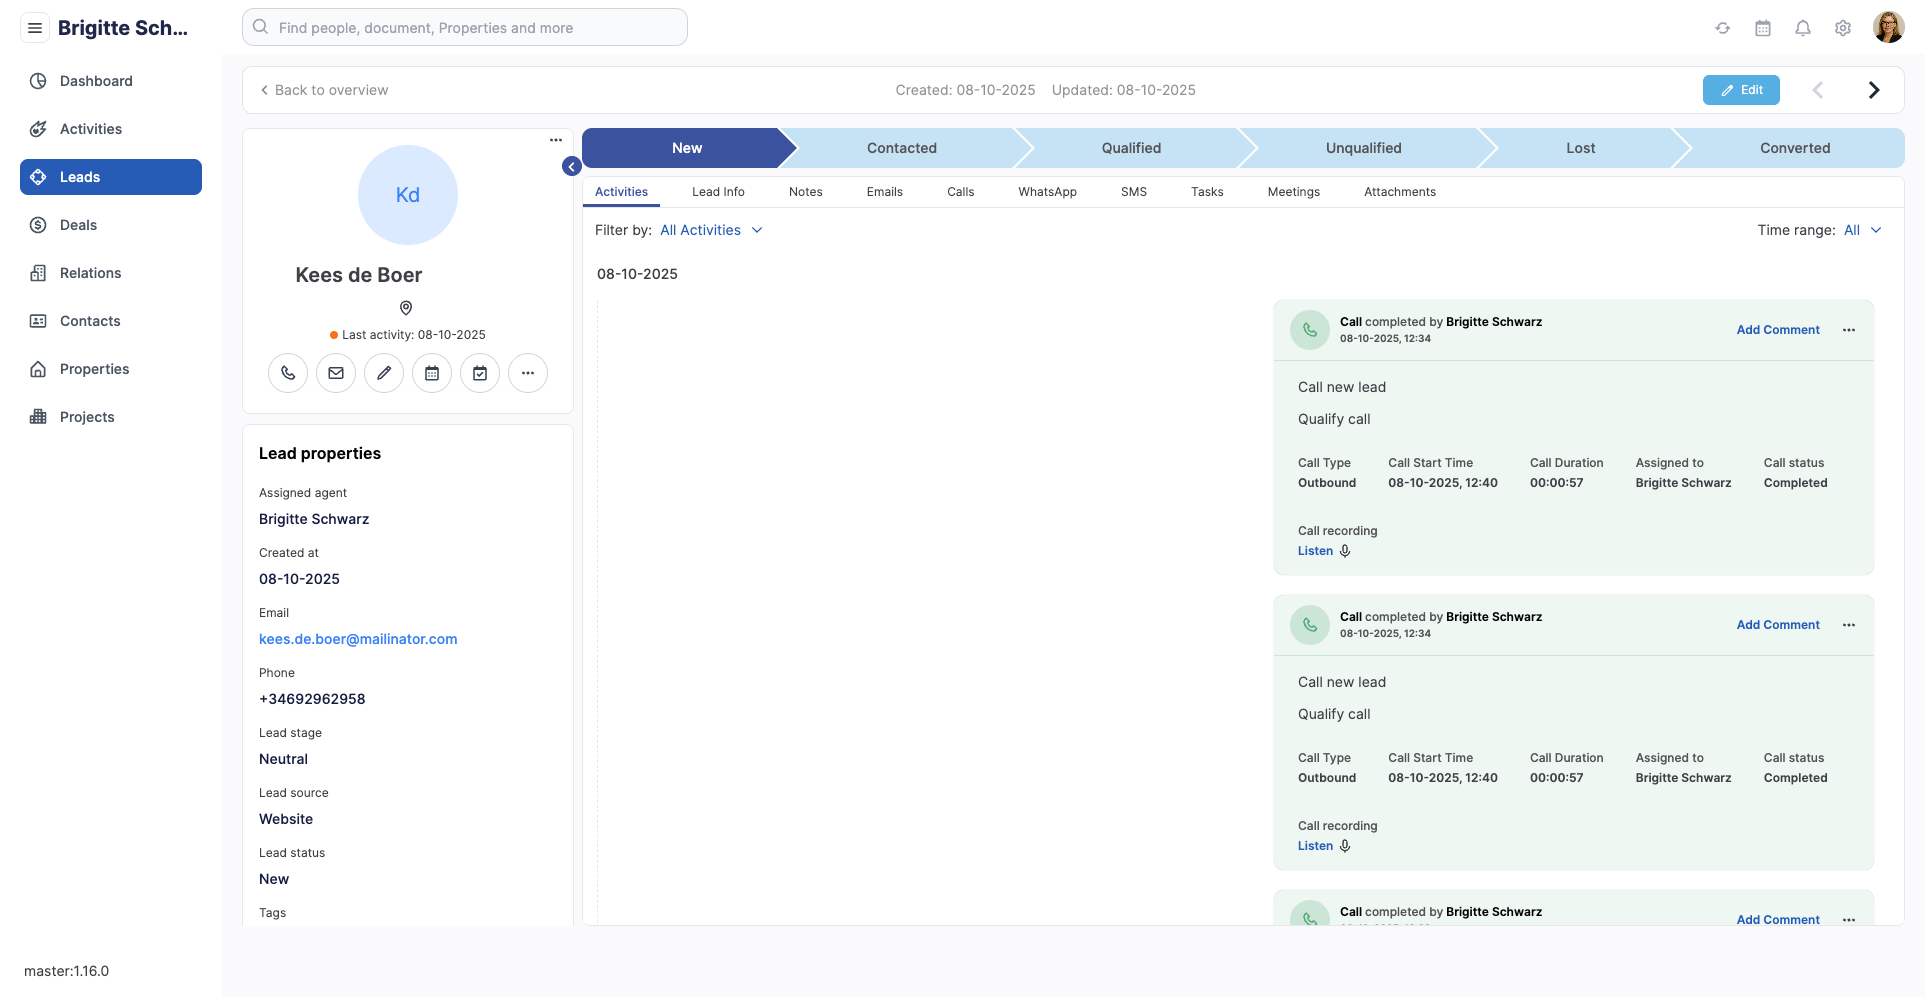 Brigitte Sch...
Find people, document, Properties and more
Dashboard
Activities
Leads
Deals
Relations
Contacts
Properties
Projects
master:1.16.0
Back to overview
Created: 08-10-2025 Updated: 08-10-2025
Edit
Kd
Kees de Boer
Last activity: 08-10-2025
Lead properties
Assigned agent
Brigitte Schwarz
Created at
08-10-2025
Email
kees.de.boer@mailinator.com
Phone
+34692962958
Lead stage
Neutral
Lead source
Website
Lead status
New
Tags
New Contacted Qualified Unqualified Lost Converted
Activities Lead Info Notes Emails Calls WhatsApp SMS Tasks Meetings Attachments
Filter by: All Activities
Time range: All
08-10-2025
Call completed by Brigitte Schwarz
08-10-2025, 12:34
Add Comment
Call new lead
Qualify call
Call Type Call Start Time Call Duration Assigned to Call status
Outbound 08-10-2025, 12:40 00:00:57 Brigitte Schwarz Completed
Call recording
Listen
Call completed by Brigitte Schwarz
08-10-2025, 12:34
Add Comment
Call new lead
Qualify call
Call Type Call Start Time Call Duration Assigned to Call status
Outbound 08-10-2025, 12:40 00:00:57 Brigitte Schwarz Completed
Call recording
Listen
Call completed by Brigitte Schwarz
Add Comment